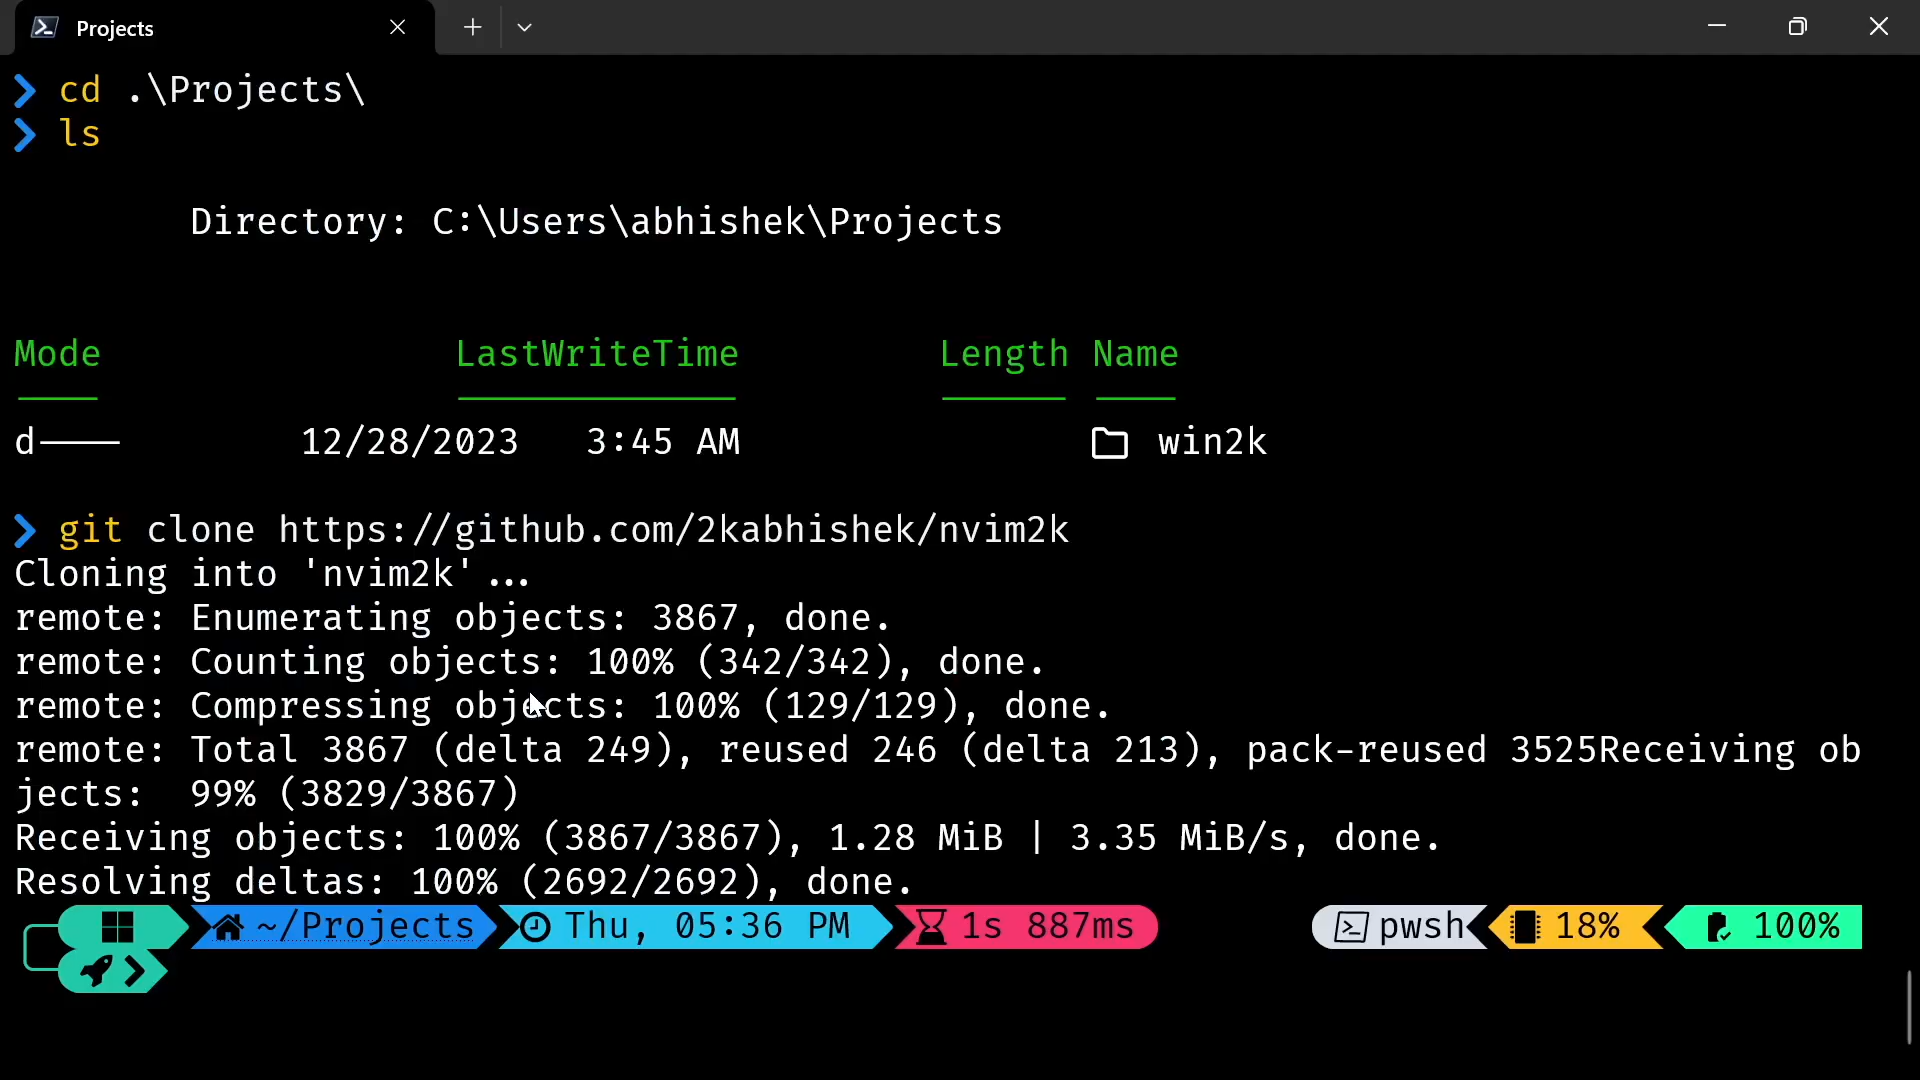 Projects
cd .\Projects\
ls
Directory: C:\Users\abhishek\Projects
Mode LastWriteTime Length Name
d---- 12/28/2023 3:45 AM win2k
git clone https://github.com/2kabhishek/nvim2k
Cloning into 'nvim2k'...
remote: Enumerating objects: 3867, done.
remote: Counting objects: 100% (342/342), done.
remote: Compressing objects: 100% (129/129), done.
remote: Total 3867 (delta 249), reused 246 (delta 213), pack-reused 3525Receiving ob
jects:  99% (3829/3867)
Receiving objects: 100% (3867/3867), 1.28 MiB | 3.35 MiB/s, done.
Resolving deltas: 100% (2692/2692), done.
~/Projects Thu, 05:36 PM 1s 887ms pwsh 18% 100%